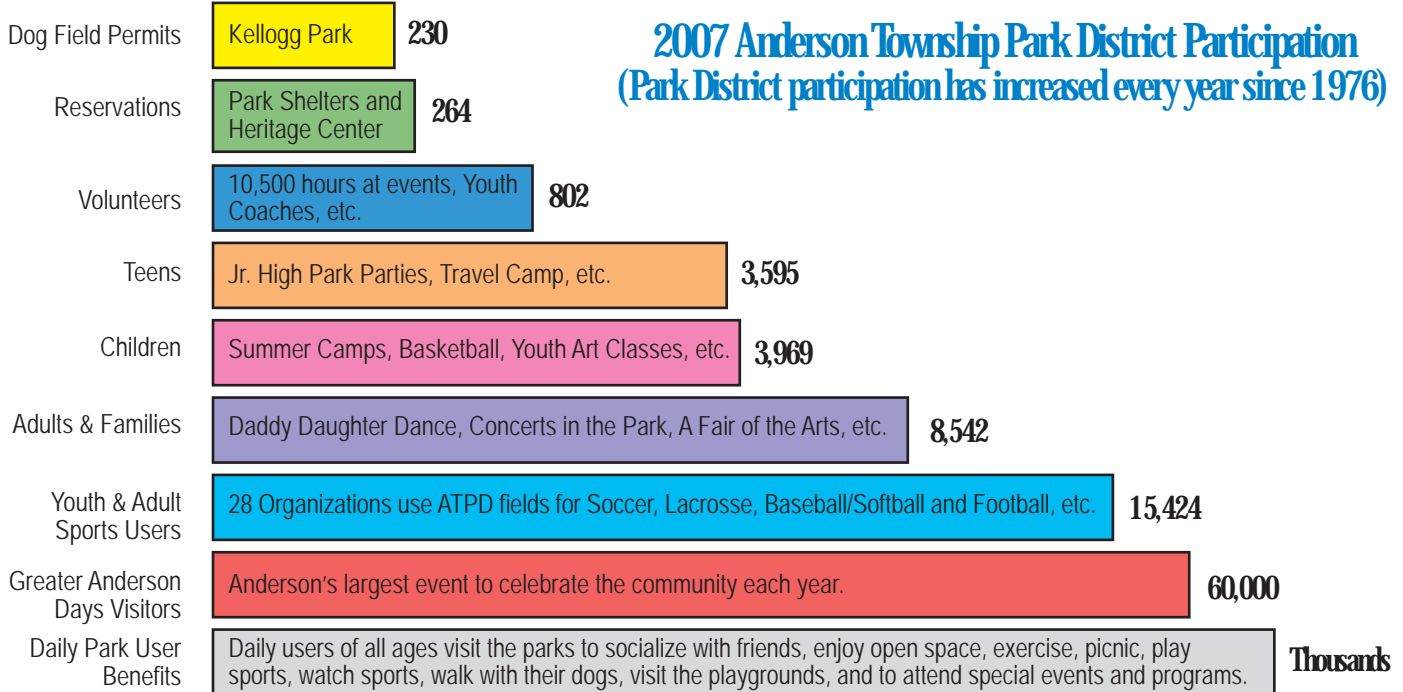 2007 Anderson Township Park District Participation
(Park District participation has increased every year since 1976)
Dog Field Permits
Kellogg Park
230
Reservations
Park Shelters and
Heritage Center
264
Volunteers
10,500 hours at events, Youth
Coaches, etc.
802
Teens
Jr. High Park Parties, Travel Camp, etc.
3,595
Children
Summer Camps, Basketball, Youth Art Classes, etc.
3,969
Adults & Families
Daddy Daughter Dance, Concerts in the Park, A Fair of the Arts, etc.
8,542
Youth & Adult
Sports Users
28 Organizations use ATPD fields for Soccer, Lacrosse, Baseball/Softball and Football, etc.
15,424
Greater Anderson
Days Visitors
Anderson's largest event to celebrate the community each year.
60,000
Daily Park User
Benefits
Daily users of all ages visit the parks to socialize with friends, enjoy open space, exercise, picnic, play
sports, watch sports, walk with their dogs, visit the playgrounds, and to attend special events and programs.
Thousands